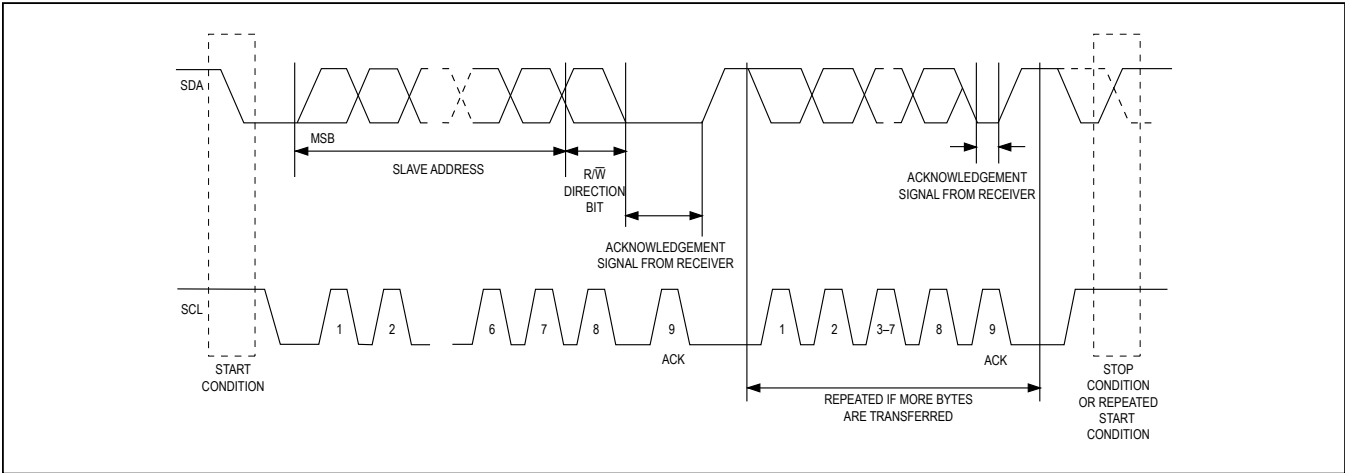 SDA
MSB
SLAVE ADDRESS
R/W̅
DIRECTION
BIT
ACKNOWLEDGEMENT
SIGNAL FROM RECEIVER
ACKNOWLEDGEMENT
SIGNAL FROM RECEIVER
SCL
1
2
6
7
8
9
1
2
3–7
8
9
ACK
ACK
START
CONDITION
REPEATED IF MORE BYTES
ARE TRANSFERRED
STOP
CONDITION
OR REPEATED
START
CONDITION